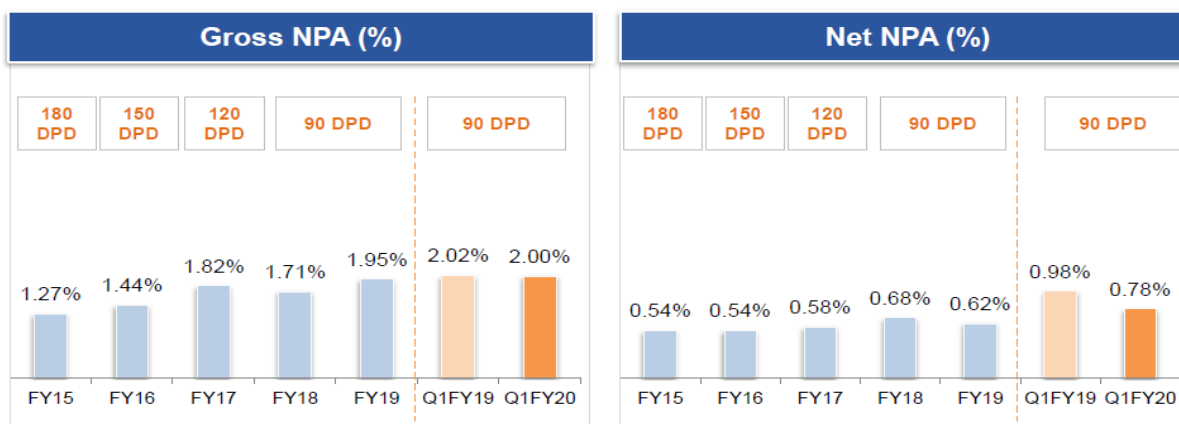 Gross NPA (%)
180 DPD
150 DPD
120 DPD
90 DPD
90 DPD
1.27%
1.44%
1.82%
1.71%
1.95%
2.02%
2.00%
FY15
FY16
FY17
FY18
FY19
Q1FY19
Q1FY20
Net NPA (%)
180 DPD
150 DPD
120 DPD
90 DPD
90 DPD
0.54%
0.54%
0.58%
0.68%
0.62%
0.98%
0.78%
FY15
FY16
FY17
FY18
FY19
Q1FY19
Q1FY20